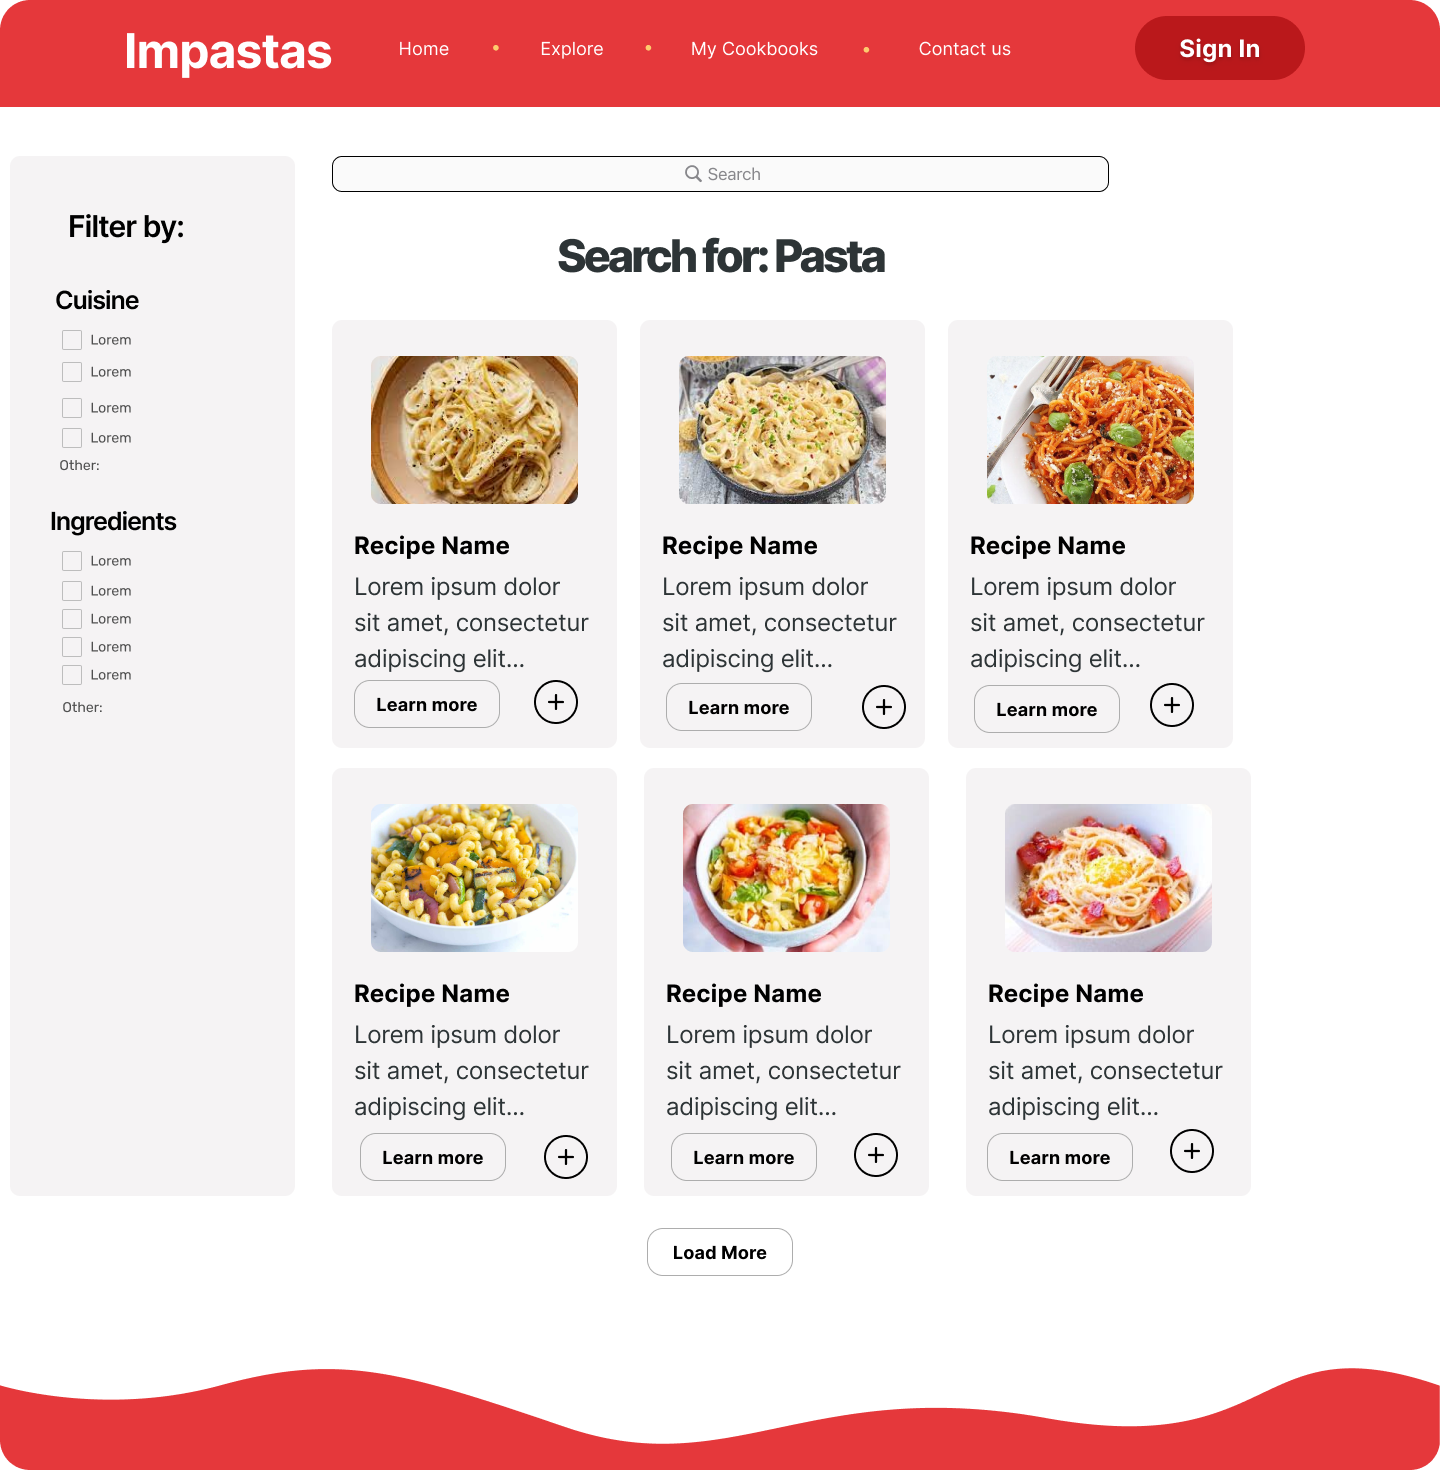 Impastas
Home • Explore • My Cookbooks • Contact us
Sign In
Search
Filter by:
Cuisine
Lorem
Lorem
Lorem
Lorem
Other:
Ingredients
Lorem
Lorem
Lorem
Lorem
Lorem
Other:
Search for: Pasta
Recipe Name
Lorem ipsum dolor
sit amet, consectetur
adipiscing elit...
Learn more
+
Recipe Name
Lorem ipsum dolor
sit amet, consectetur
adipiscing elit...
Learn more
+
Recipe Name
Lorem ipsum dolor
sit amet, consectetur
adipiscing elit...
Learn more
+
Recipe Name
Lorem ipsum dolor
sit amet, consectetur
adipiscing elit...
Learn more
+
Recipe Name
Lorem ipsum dolor
sit amet, consectetur
adipiscing elit...
Learn more
+
Recipe Name
Lorem ipsum dolor
sit amet, consectetur
adipiscing elit...
Learn more
+
Load More